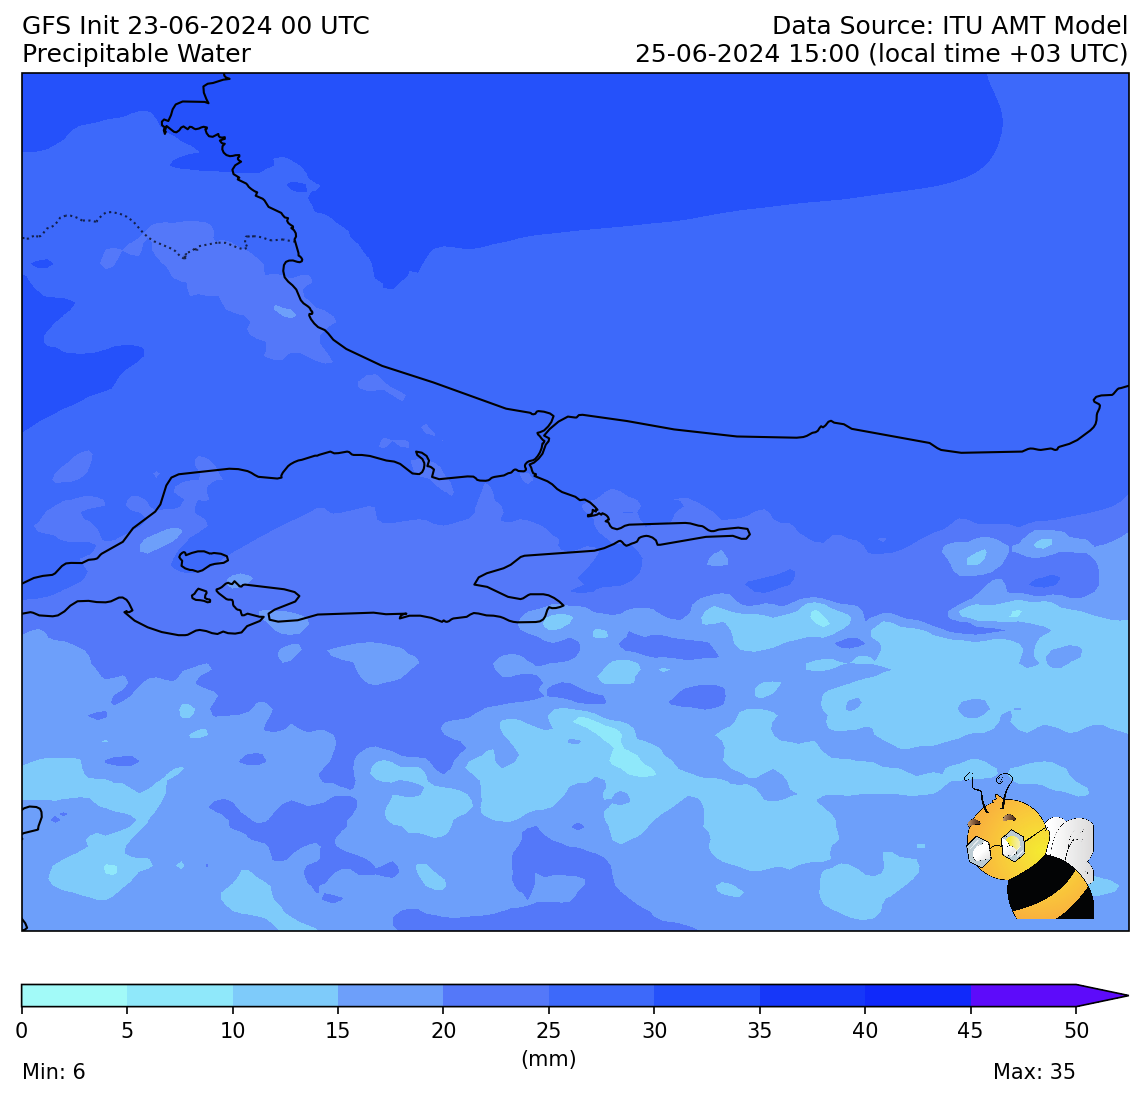 GFS Init 23-06-2024 00 UTC
Precipitable Water
Data Source: ITU AMT Model
25-06-2024 15:00 (local time +03 UTC)
0 5 10 15 20 25 30 35 40 45 50
(mm)
Min: 6
Max: 35